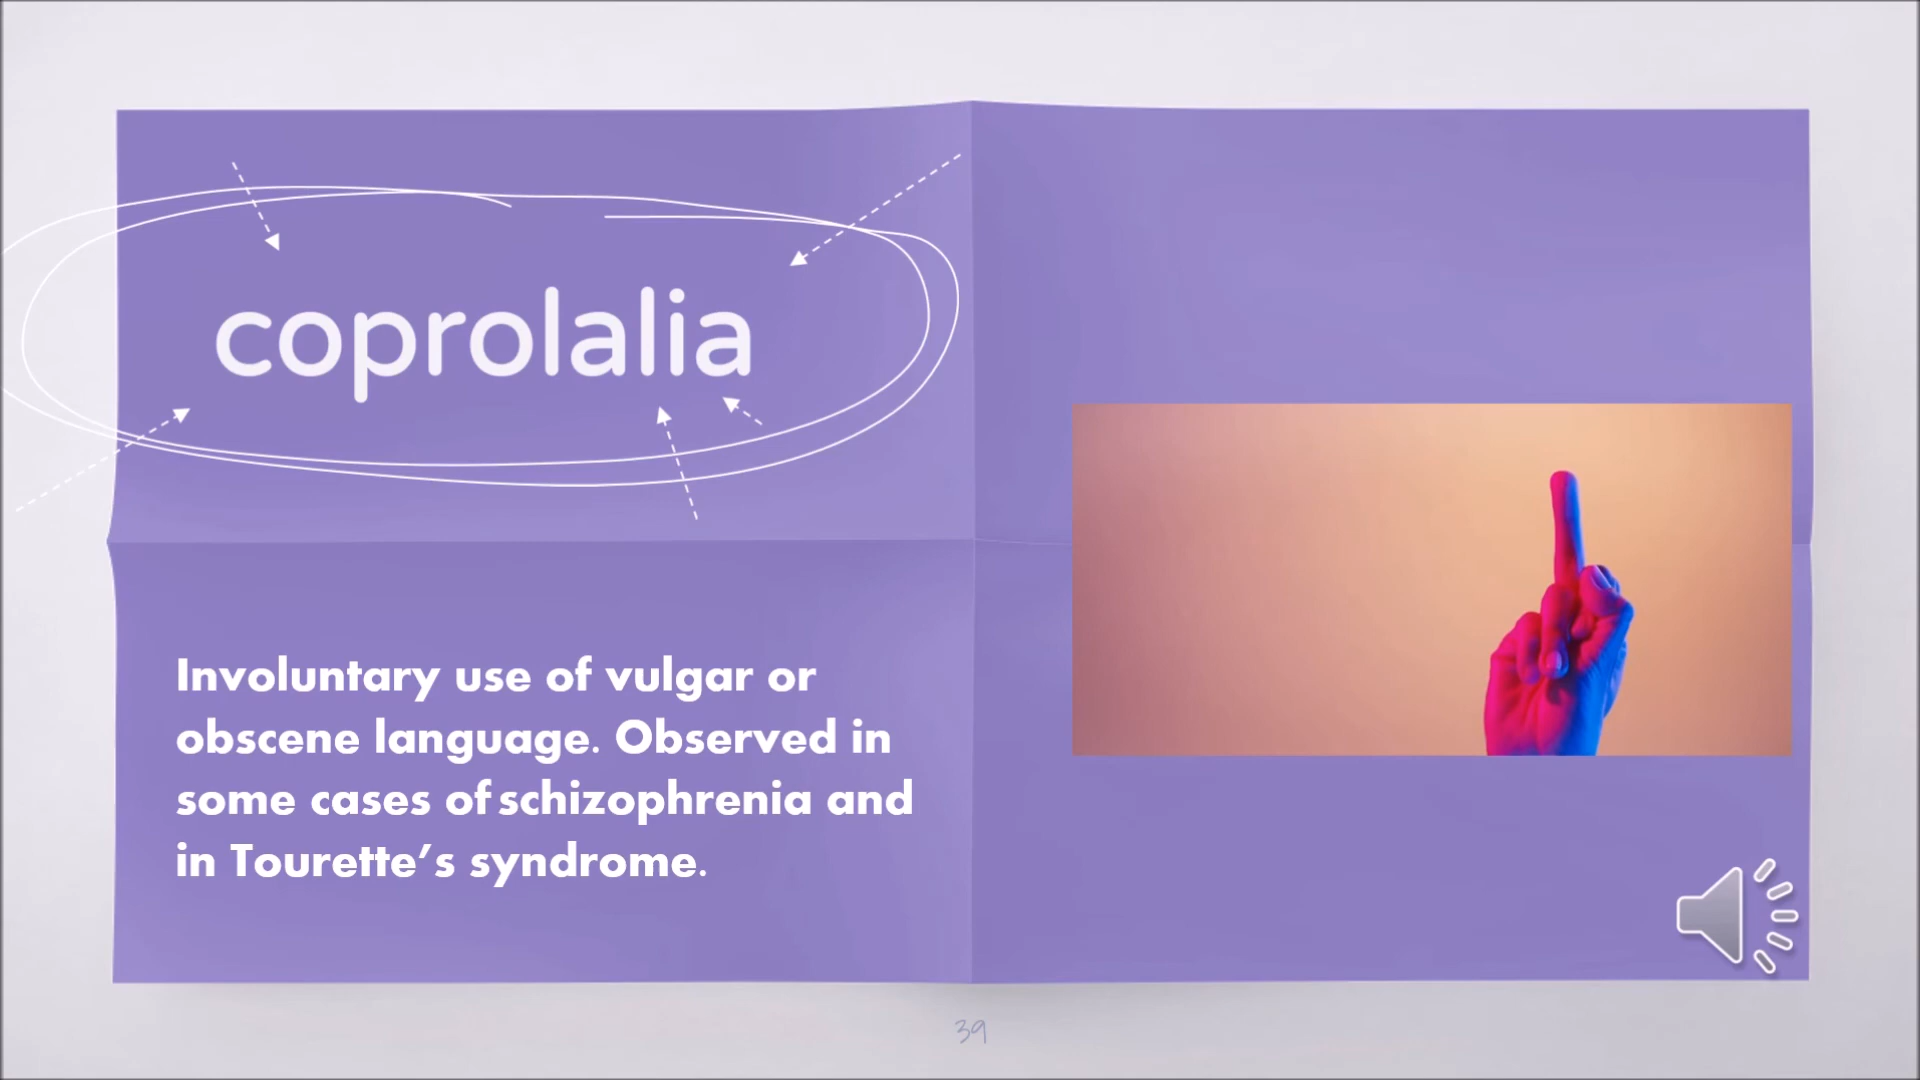 coprolalia
Involuntary use of vulgar or
obscene language. Observed in
some cases of schizophrenia and
in Tourette’s syndrome.
39